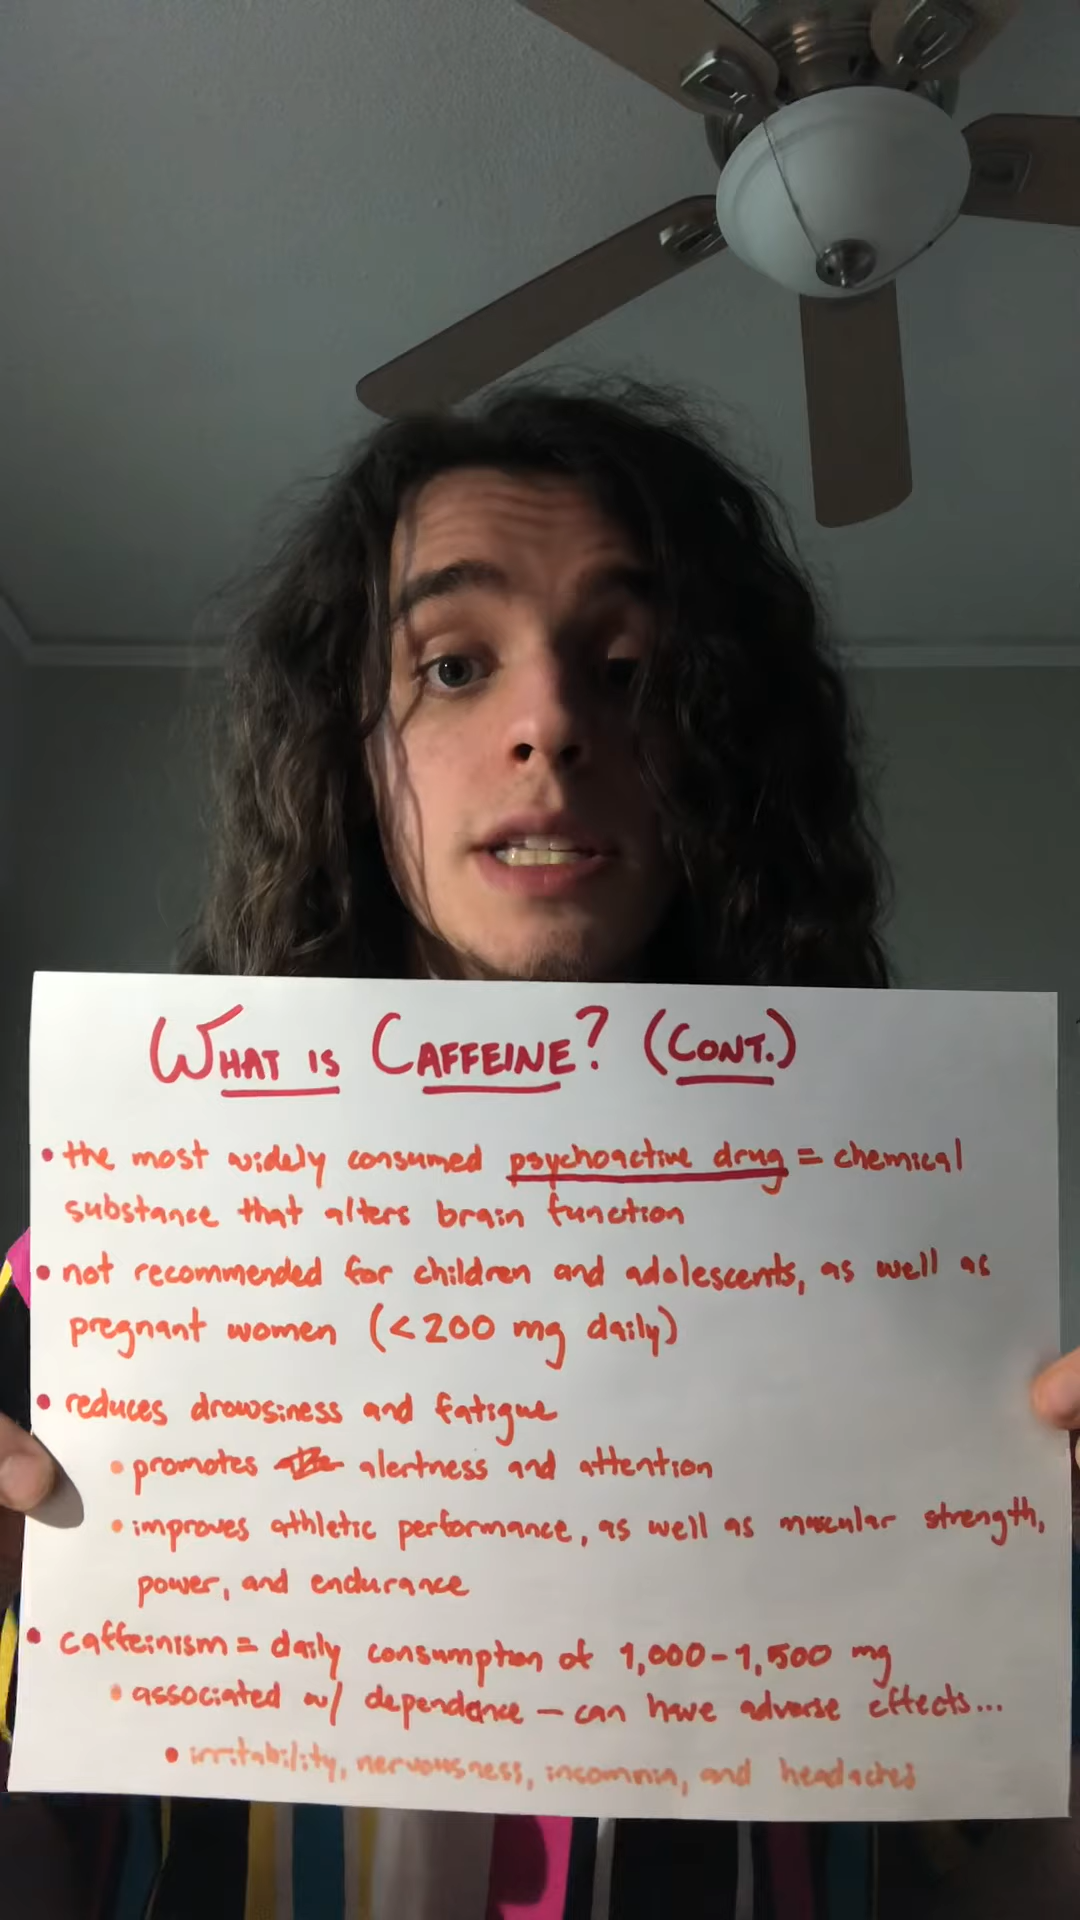 WHAT IS CAFFEINE? (CONT.)
• the most widely consumed psychoactive drug = chemical
substance that alters brain function
• not recommended for children and adolescents, as well as
pregnant women (<200 mg daily)
• reduces drowsiness and fatigue
• promotes alertness and attention
• improves athletic performance, as well as muscular strength,
power, and endurance
• caffeinism = daily consumption of 1,000-1,500 mg
• associated w/ dependence - can have adverse effects...
• irritability, nervousness, insomnia, and headaches